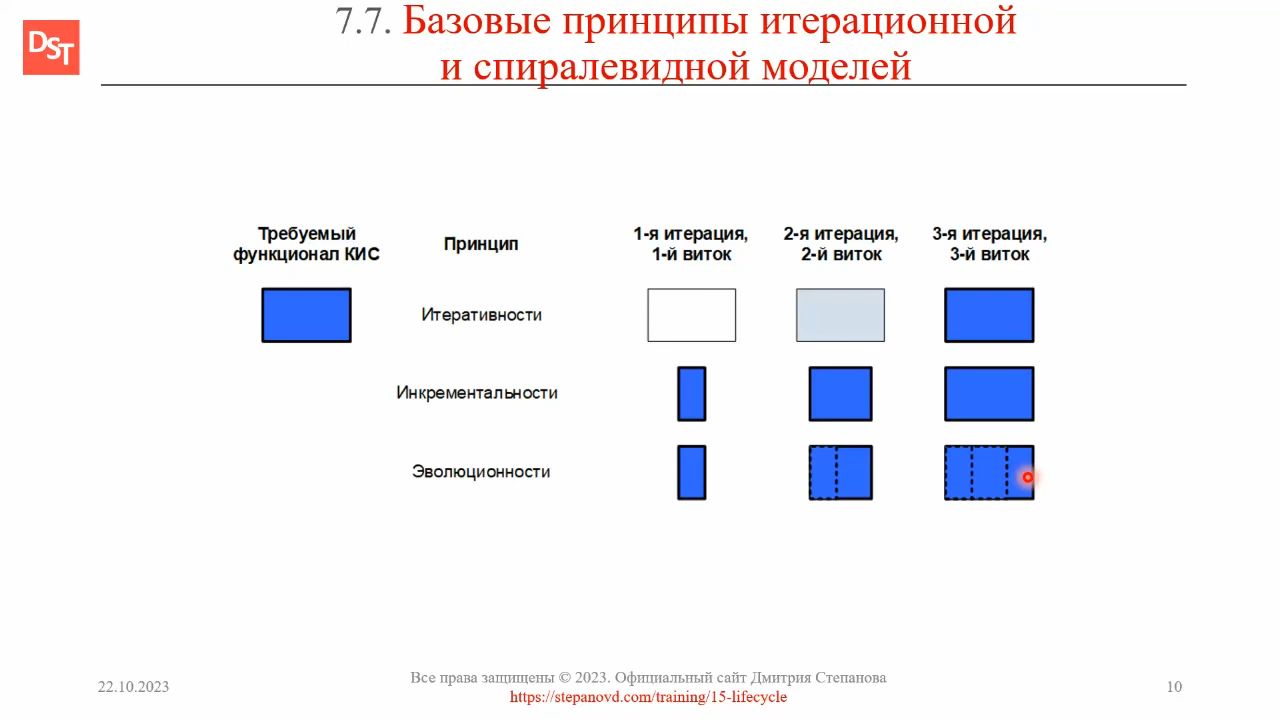 DST
7.7. Базовые принципы итерационной
и спиралевидной моделей
Требуемый
функционал КИС
Принцип
1-я итерация,
1-й виток
2-я итерация,
2-й виток
3-я итерация,
3-й виток
Итеративности
Инкрементальности
Эволюционности
22.10.2023
Все права защищены © 2023. Официальный сайт Дмитрия Степанова
https://stepanovd.com/training/15-lifecycle
10